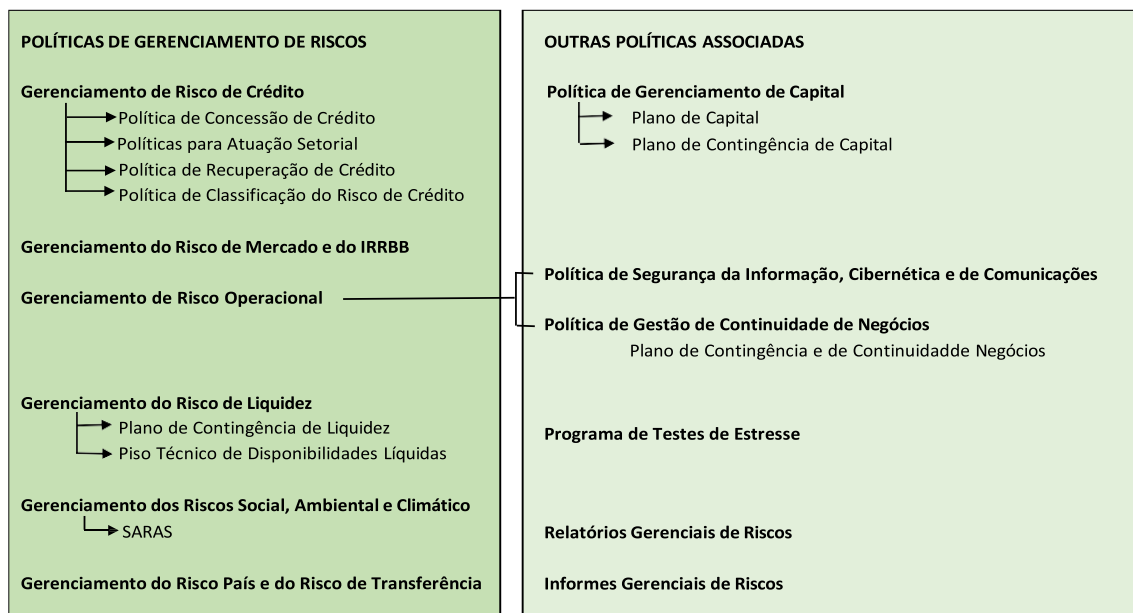 POLÍTICAS DE GERENCIAMENTO DE RISCOS
Gerenciamento de Risco de Crédito
Política de Concessão de Crédito
Políticas para Atuação Setorial
Política de Recuperação de Crédito
Política de Classificação do Risco de Crédito
Gerenciamento do Risco de Mercado e do IRRBB
Gerenciamento de Risco Operacional
Gerenciamento do Risco de Liquidez
Plano de Contingência de Liquidez
Piso Técnico de Disponibilidades Líquidas
Gerenciamento dos Riscos Social, Ambiental e Climático
SARAS
Gerenciamento do Risco País e do Risco de Transferência
OUTRAS POLÍTICAS ASSOCIADAS
Política de Gerenciamento de Capital
Plano de Capital
Plano de Contingência de Capital
Política de Segurança da Informação, Cibernética e de Comunicações
Política de Gestão de Continuidade de Negócios
Plano de Contingência e de Continuidadde Negócios
Programa de Testes de Estresse
Relatórios Gerenciais de Riscos
Informes Gerenciais de Riscos